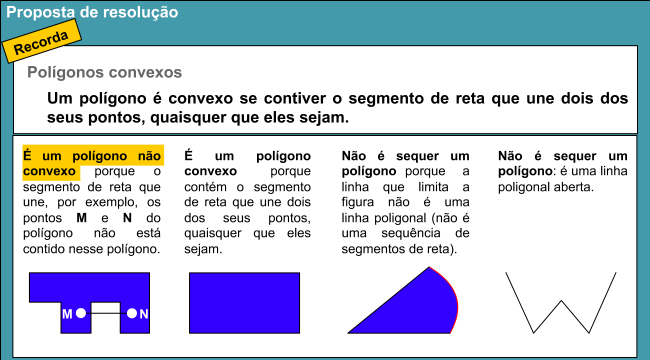 Proposta de resolução
Recorda
Polígonos convexos
Um polígono é convexo se contiver o segmento de reta que une dois dos
seus pontos, quaisquer que eles sejam.
É um polígono não
convexo porque o
segmento de reta que
une, por exemplo, os
pontos M e N do
polígono não está
contido nesse polígono.
É um polígono
convexo porque
contém o segmento
de reta que une dois
dos seus pontos,
quaisquer que eles
sejam.
Não é sequer um
polígono porque a
linha que limita a
figura não é uma
linha poligonal (não é
uma sequência de
segmentos de reta).
Não é sequer um
polígono: é uma linha
poligonal aberta.
M N